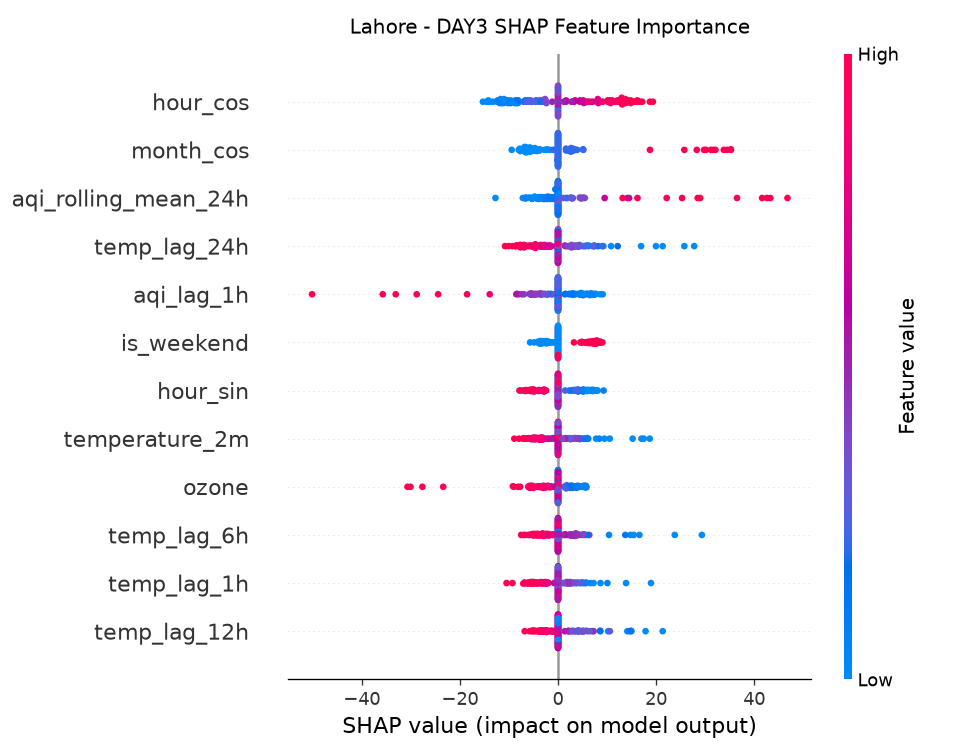 Lahore - DAY3 SHAP Feature Importance
High
hour_cos
month_cos
aqi_rolling_mean_24h
temp_lag_24h
aqi_lag_1h
is_weekend
hour_sin
temperature_2m
ozone
temp_lag_6h
temp_lag_1h
temp_lag_12h
Feature value
Low
−40 −20 0 20 40
SHAP value (impact on model output)